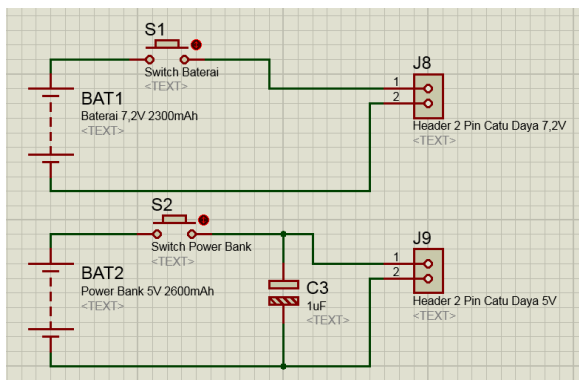 S1
Switch Baterai
<TEXT>
BAT1
Baterai 7,2V 2300mAh
<TEXT>
J8
1
2
Header 2 Pin Catu Daya 7,2V
<TEXT>
S2
Switch Power Bank
<TEXT>
BAT2
Power Bank 5V 2600mAh
<TEXT>
C3
1uF
<TEXT>
J9
1
2
Header 2 Pin Catu Daya 5V
<TEXT>